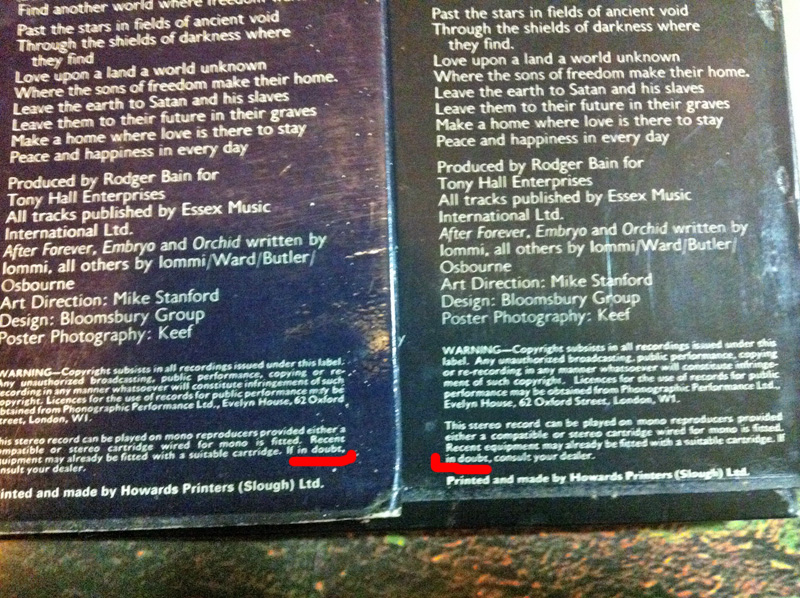 Find another world where freedom
Past the stars in fields of ancient void
Through the shields of darkness where
they find
Love upon a land a world unknown
Where the sons of freedom make their home.
Leave the earth to Satan and his slaves
Leave them to their future in their graves
Make a home where love is there to stay
Peace and happiness in every day
Produced by Rodger Bain for
Tony Hall Enterprises
All tracks published by Essex Music
International Ltd.
After Forever, Embryo and Orchid written by
Iommi, all others by Iommi/Ward/Butler/
Osbourne
Art Direction: Mike Stanford
Design: Bloomsbury Group
Poster Photography: Keef
WARNING—Copyright subsists in all recordings issued under this label.
Any unauthorized broadcasting, public performance, copying or re-
ecording in any manner whatsoever will constitute infringement of such
opyright. Licences for the use of records for public performance may be
btained from Phonographic Performance Ltd., Evelyn House, 62 Oxford
treet, London, W1.
his stereo record can be played on mono reproducers provided either a
ompatible or stereo cartridge wired for mono is fitted. Recent
quipment may already be fitted with a suitable cartridge. If in doubt,
nsult your dealer.
inted and made by Howards Printers (Slough) Ltd.
Past the stars in fields of ancient void
Through the shields of darkness where
they find.
Love upon a land a world unknown
Where the sons of freedom make their home.
Leave the earth to Satan and his slaves
Leave them to their future in their graves
Make a home where love is there to stay
Peace and happiness in every day
Produced by Rodger Bain for
Tony Hall Enterprises
All tracks published by Essex Music
International Ltd.
After Forever, Embryo and Orchid written by
Iommi, all others by Iommi/Ward/Butler/
Osbourne
Art Direction: Mike Stanford
Design: Bloomsbury Group
Poster Photography: Keef
WARNING—Copyright subsists in all recordings issued under this
label. Any unauthorized broadcasting, public performance, copying
or re-recording in any manner whatsoever will constitute infringe-
ment of such copyright. Licences for the use of records for public
performance may be obtained from Phonographic Performance Ltd.,
Evelyn House, 62 Oxford Street, London, W1.
This stereo record can be played on mono reproducers provided
either a compatible or stereo cartridge wired for mono is fitted.
Recent equipment may already be fitted with a suitable cartridge. If
in doubt, consult your dealer.
Printed and made by Howards Printers (Slough) Ltd.